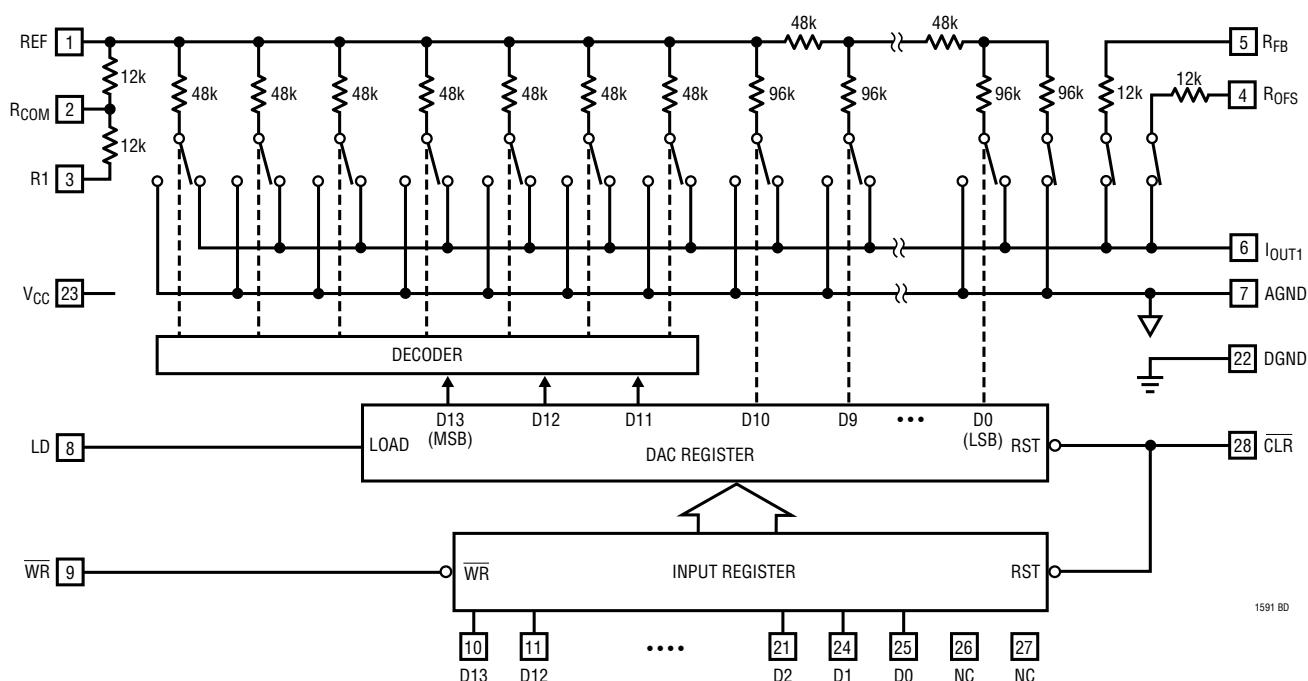 48k 48k
REF 1 5 RFB
12k 12k
48k 48k 48k 48k 48k 48k 48k 96k 96k 96k 96k 12k
RCOM 2 4 ROFS
12k
R1 3
6 IOUT1
VCC 23 7 AGND
DECODER
22 DGND
D13 D12 D11 D10 D9 ••• D0
(MSB) (LSB)
LD 8 LOAD RST 28 CLR
DAC REGISTER
WR 9 WR INPUT REGISTER RST
1591 BD
10 11 •••• 21 24 25 26 27
D13 D12 D2 D1 D0 NC NC